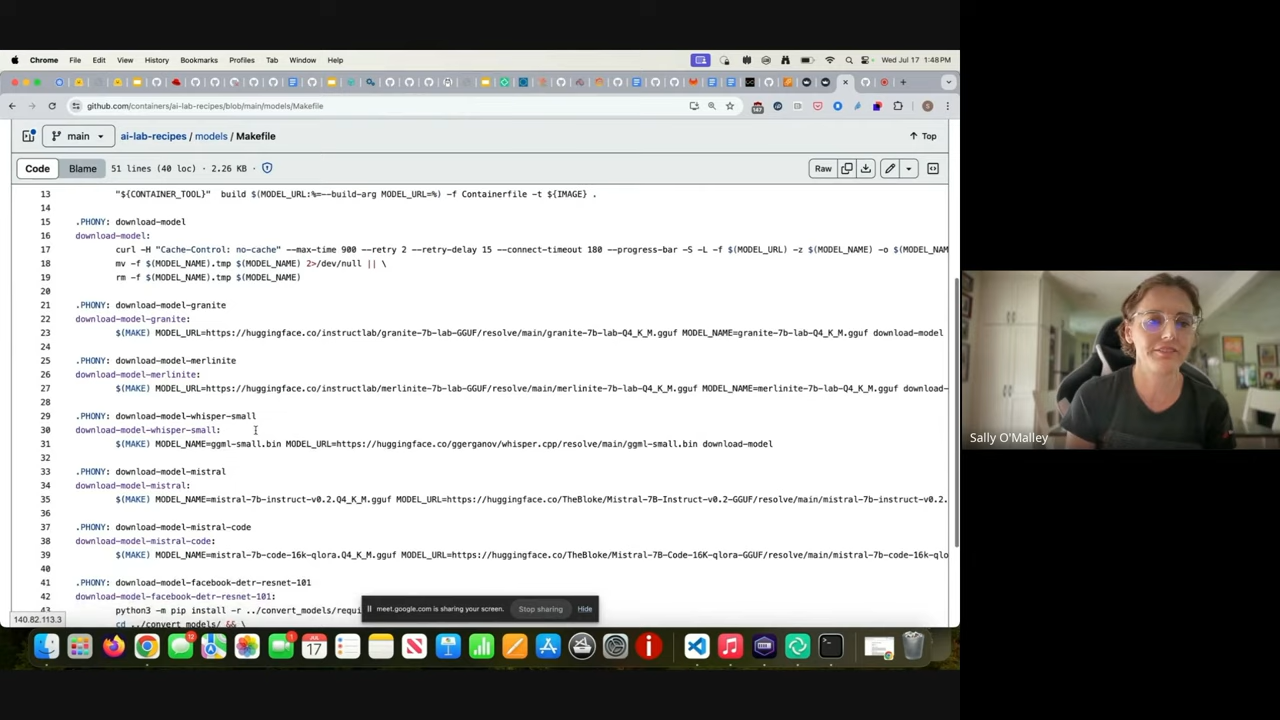 Chrome File Edit View History Bookmarks Profiles Tab Window Help Wed Jul 17 1:48 PM
github.com/containers/ai-lab-recipes/blob/main/models/Makefile
main ai-lab-recipes / models / Makefile Top
Code Blame 51 lines (40 loc) · 2.26 KB Raw
13 "${CONTAINER_TOOL}" build $(MODEL_URL:%=--build-arg MODEL_URL=%) -f Containerfile -t ${IMAGE} .
14
15 .PHONY: download-model
16 download-model:
17 curl -H "Cache-Control: no-cache" --max-time 900 --retry 2 --retry-delay 15 --connect-timeout 180 --progress-bar -S -L -f $(MODEL_URL) -z $(MODEL_NAME) -o $(MODEL_NAM
18 mv -f $(MODEL_NAME).tmp $(MODEL_NAME) 2>/dev/null || \
19 rm -f $(MODEL_NAME).tmp $(MODEL_NAME)
20
21 .PHONY: download-model-granite
22 download-model-granite:
23 $(MAKE) MODEL_URL=https://huggingface.co/instructlab/granite-7b-lab-GGUF/resolve/main/granite-7b-lab-Q4_K_M.gguf MODEL_NAME=granite-7b-lab-Q4_K_M.gguf download-model
24
25 .PHONY: download-model-merlinite
26 download-model-merlinite:
27 $(MAKE) MODEL_URL=https://huggingface.co/instructlab/merlinite-7b-lab-GGUF/resolve/main/merlinite-7b-lab-Q4_K_M.gguf MODEL_NAME=merlinite-7b-lab-Q4_K_M.gguf download-
28
29 .PHONY: download-model-whisper-small
30 download-model-whisper-small:
31 $(MAKE) MODEL_NAME=ggml-small.bin MODEL_URL=https://huggingface.co/ggerganov/whisper.cpp/resolve/main/ggml-small.bin download-model
32
33 .PHONY: download-model-mistral
34 download-model-mistral:
35 $(MAKE) MODEL_NAME=mistral-7b-instruct-v0.2.Q4_K_M.gguf MODEL_URL=https://huggingface.co/TheBloke/Mistral-7B-Instruct-v0.2-GGUF/resolve/main/mistral-7b-instruct-v0.2.
36
37 .PHONY: download-model-mistral-code
38 download-model-mistral-code:
39 $(MAKE) MODEL_NAME=mistral-7b-code-16k-qlora.Q4_K_M.gguf MODEL_URL=https://huggingface.co/TheBloke/Mistral-7B-Code-16K-qlora-GGUF/resolve/main/mistral-7b-code-16k-qlo
40
41 .PHONY: download-model-facebook-detr-resnet-101
42 download-model-facebook-detr-resnet-101:
43 python3 -m pip install -r ../convert_models/requi
cd ../convert_models/ && \
meet.google.com is sharing your screen. Stop sharing Hide
140.82.113.3
JUL
17
Sally O'Malley